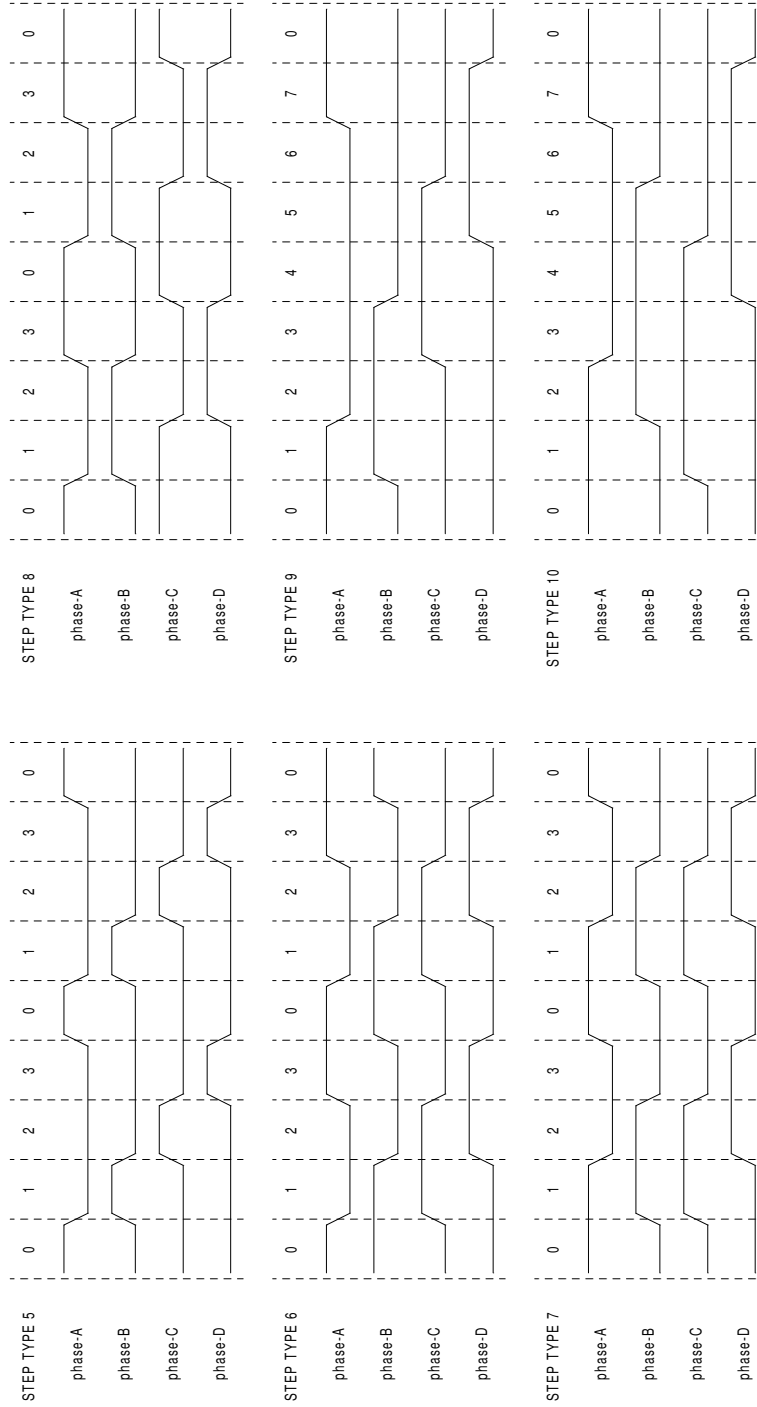 STEP TYPE 5
0 1 2 3 0 1 2 3 0
phase-A
phase-B
phase-C
phase-D
STEP TYPE 6
0 1 2 3 0 1 2 3 0
phase-A
phase-B
phase-C
phase-D
STEP TYPE 7
0 1 2 3 0 1 2 3 0
phase-A
phase-B
phase-C
phase-D
STEP TYPE 8
0 1 2 3 0 1 2 3 0
phase-A
phase-B
phase-C
phase-D
STEP TYPE 9
0 1 2 3 4 5 6 7 0
phase-A
phase-B
phase-C
phase-D
STEP TYPE 10
0 1 2 3 4 5 6 7 0
phase-A
phase-B
phase-C
phase-D